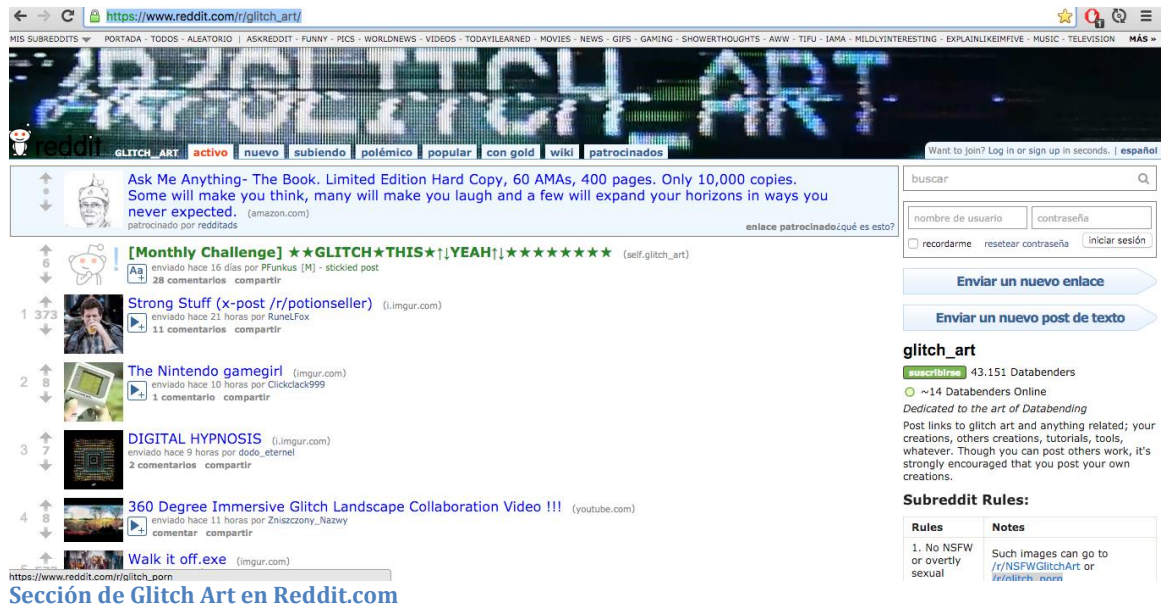 https://www.reddit.com/r/glitch_art/
MIS SUBREDDITS PORTADA - TODOS - ALEATORIO | ASKREDDIT - FUNNY - PICS - WORLDNEWS - VIDEOS - TODAYILEARNED - MOVIES - NEWS - GIFS - GAMING - SHOWERTHOUGHTS - AWW - TIFU - IAMA - MILDLYINTERESTING - EXPLAINLIKEIMFIVE - MUSIC - TELEVISION MÁS »
/R/GLITCH_ART
reddit GLITCH_ART activo nuevo subiendo polémico popular con gold wiki patrocinados
Want to join? Log in or sign up in seconds. | español
Ask Me Anything- The Book. Limited Edition Hard Copy, 60 AMAs, 400 pages. Only 10,000 copies.
Some will make you think, many will make you laugh and a few will expand your horizons in ways you
never expected. (amazon.com)
patrocinado por redditads
enlace patrocinado¿qué es esto?
6
[Monthly Challenge] ★★GLITCH★THIS★↑↓YEAH↑↓★★★★★★★★ (self.glitch_art)
Aa
enviado hace 16 días por PFunkus [M] - stickied post
28 comentarios compartir
1 373
Strong Stuff (x-post /r/potionseller) (i.imgur.com)
enviado hace 21 horas por RuneLFox
11 comentarios compartir
2 8
The Nintendo gamegirl (imgur.com)
enviado hace 10 horas por Clickclack999
1 comentario compartir
3 7
DIGITAL HYPNOSIS (i.imgur.com)
enviado hace 9 horas por dodo_eternel
2 comentarios compartir
4 8
360 Degree Immersive Glitch Landscape Collaboration Video !!! (youtube.com)
enviado hace 11 horas por Zniszczony_Nazwy
comentar compartir
Walk it off.exe (imgur.com)
https://www.reddit.com/r/glitch_porn
buscar
nombre de usuario contraseña
recordarme resetear contraseña iniciar sesión
Enviar un nuevo enlace
Enviar un nuevo post de texto
glitch_art
suscribirse 43.151 Databenders
~14 Databenders Online
Dedicated to the art of Databending
Post links to glitch art and anything related; your
creations, others creations, tutorials, tools,
whatever. Though you can post others work, it's
strongly encouraged that you post your own
creations.
Subreddit Rules:
Rules Notes
1. No NSFW
or overtly
sexual
Such images can go to
/r/NSFWGlitchArt or
/r/glitch_porn
Sección de Glitch Art en Reddit.com